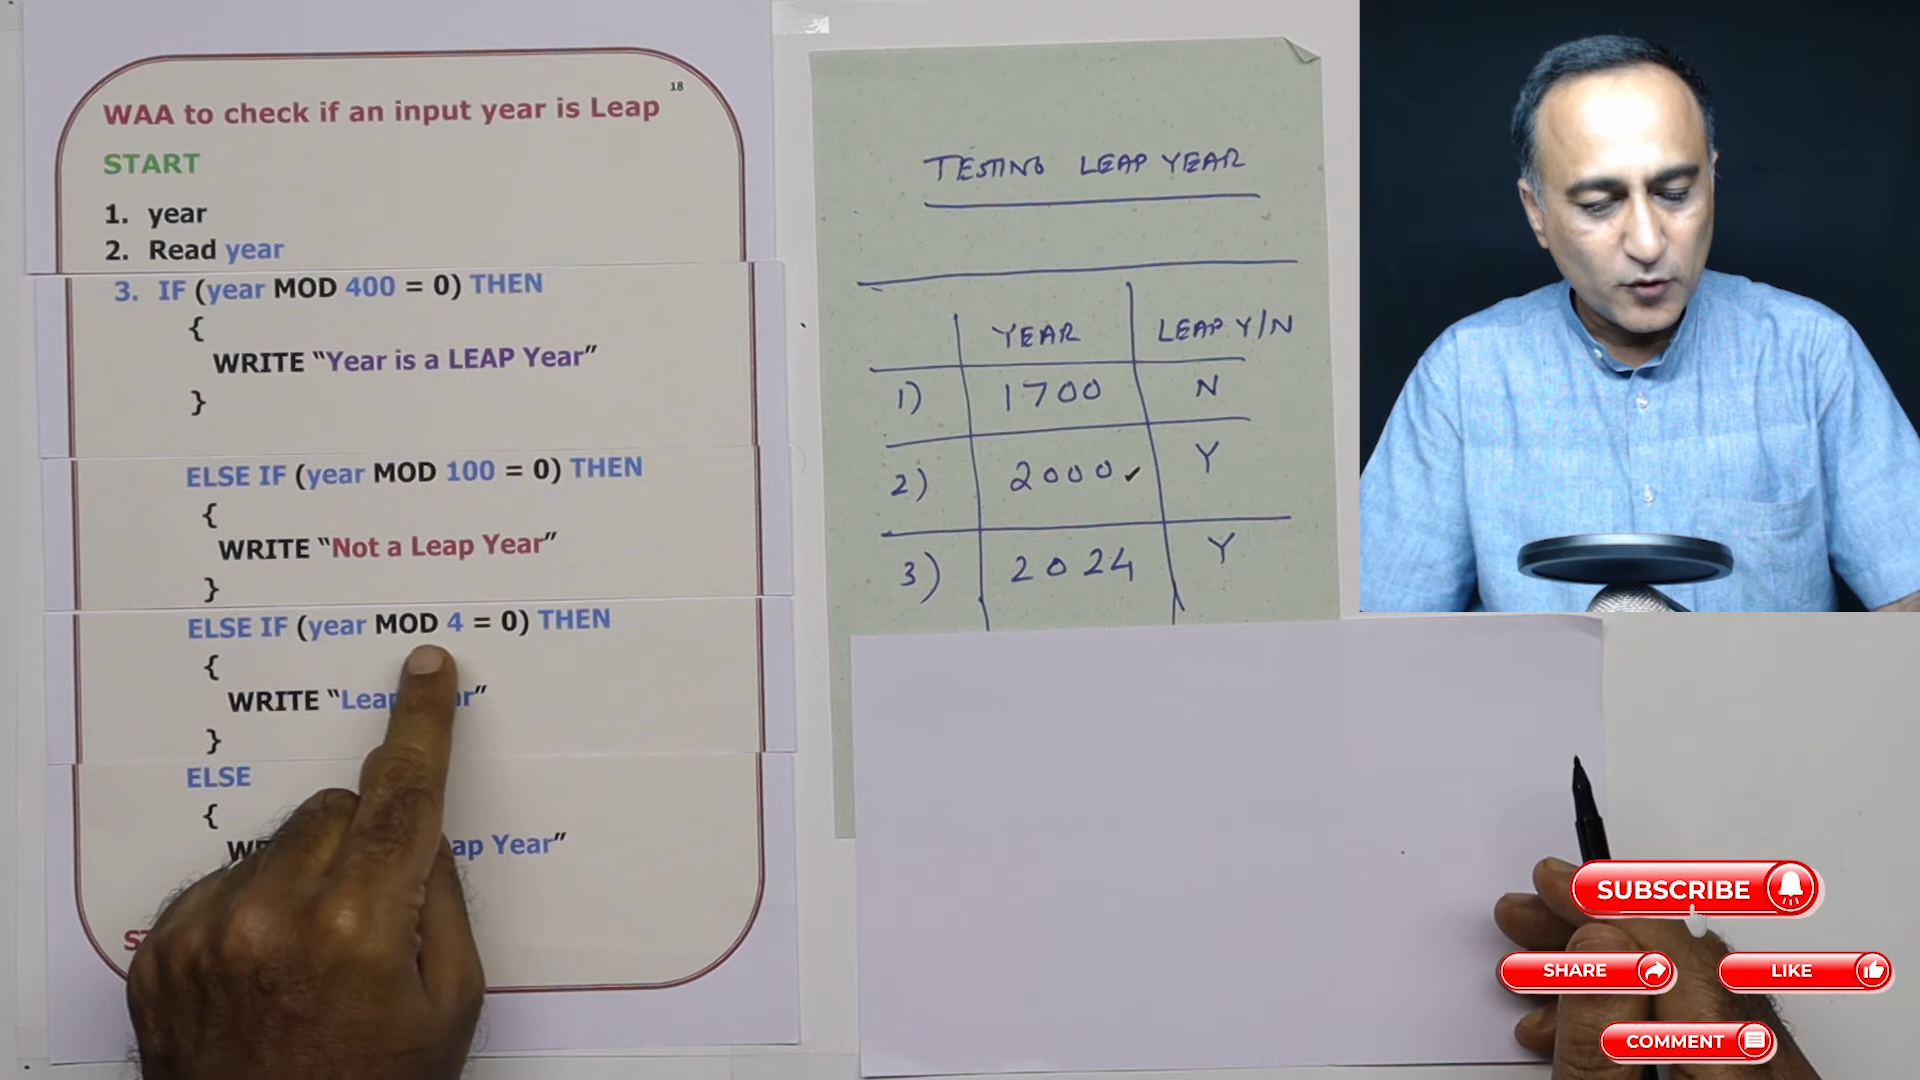 18
WAA to check if an input year is Leap
START
1. year
2. Read year
3. IF (year MOD 400 = 0) THEN
{
WRITE “Year is a LEAP Year”
}
ELSE IF (year MOD 100 = 0) THEN
{
WRITE “Not a Leap Year”
}
ELSE IF (year MOD 4 = 0) THEN
{
WRITE “Leap
}
ELSE
{
Year”
TESTING LEAP YEAR
YEAR LEAP Y/N
1) 1700 N
2) 2000 ✓ Y
3) 2024 Y
SUBSCRIBE
SHARE LIKE
COMMENT